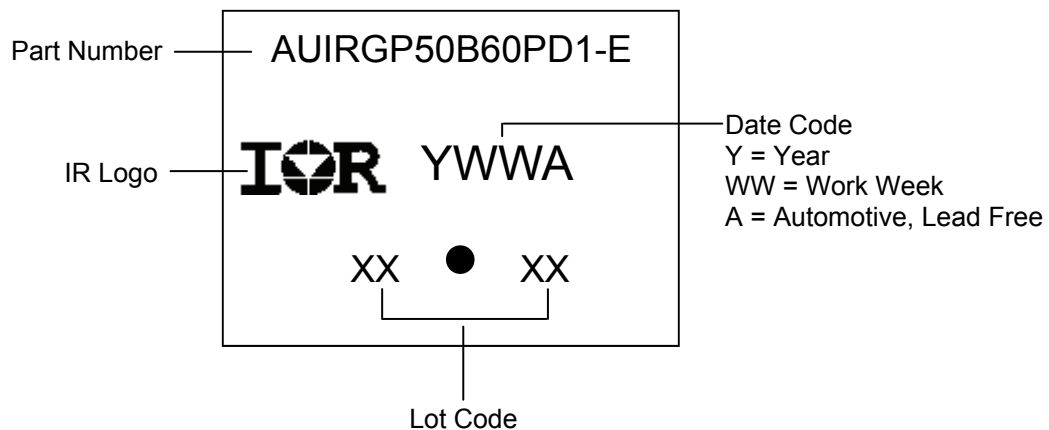 Part Number
AUIRGP50B60PD1-E
IR Logo
IOR
YWWA
Date Code
Y = Year
WW = Work Week
A = Automotive, Lead Free
XX
XX
Lot Code